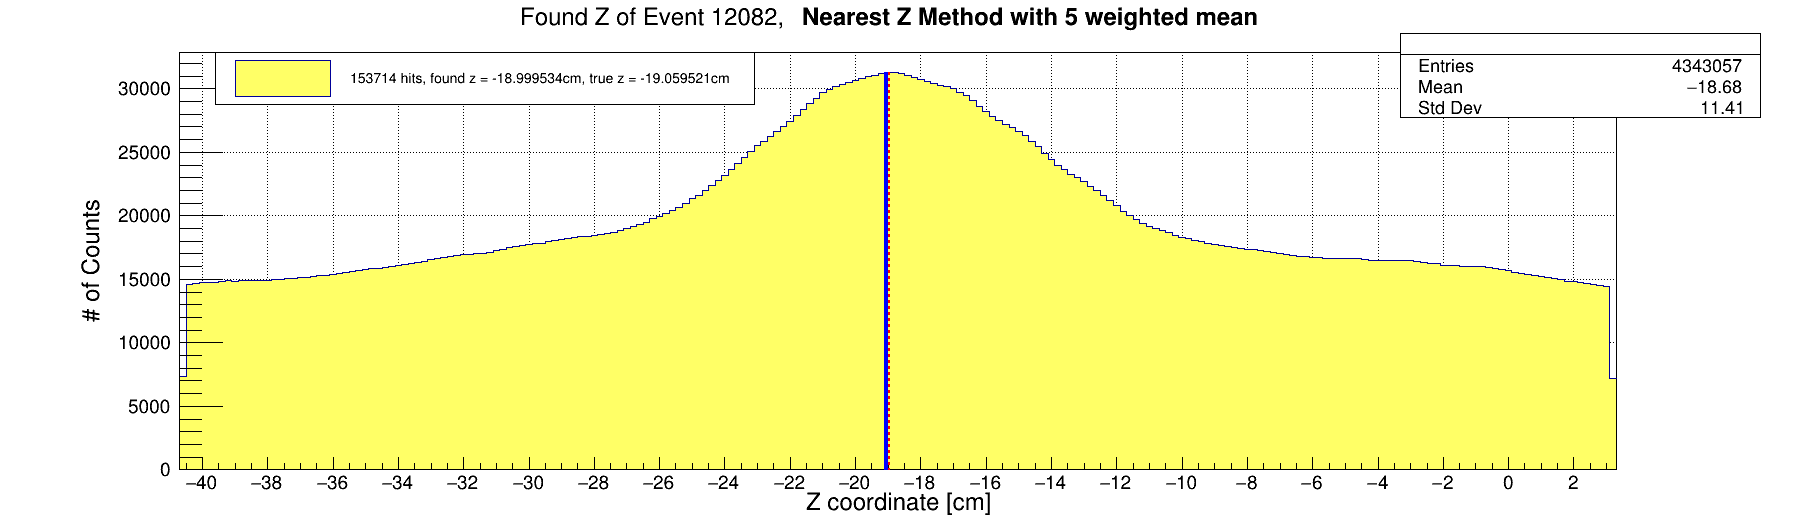 Found Z of Event 12082, Nearest Z Method with 5 weighted mean
153714 hits, found z = -18.999534cm, true z = -19.059521cm
Entries 4343057
Mean −18.68
Std Dev 11.41
# of Counts
30000
25000
20000
15000
10000
5000
0
−40 −38 −36 −34 −32 −30 −28 −26 −24 −22 −20 −18 −16 −14 −12 −10 −8 −6 −4 −2 0 2
Z coordinate [cm]